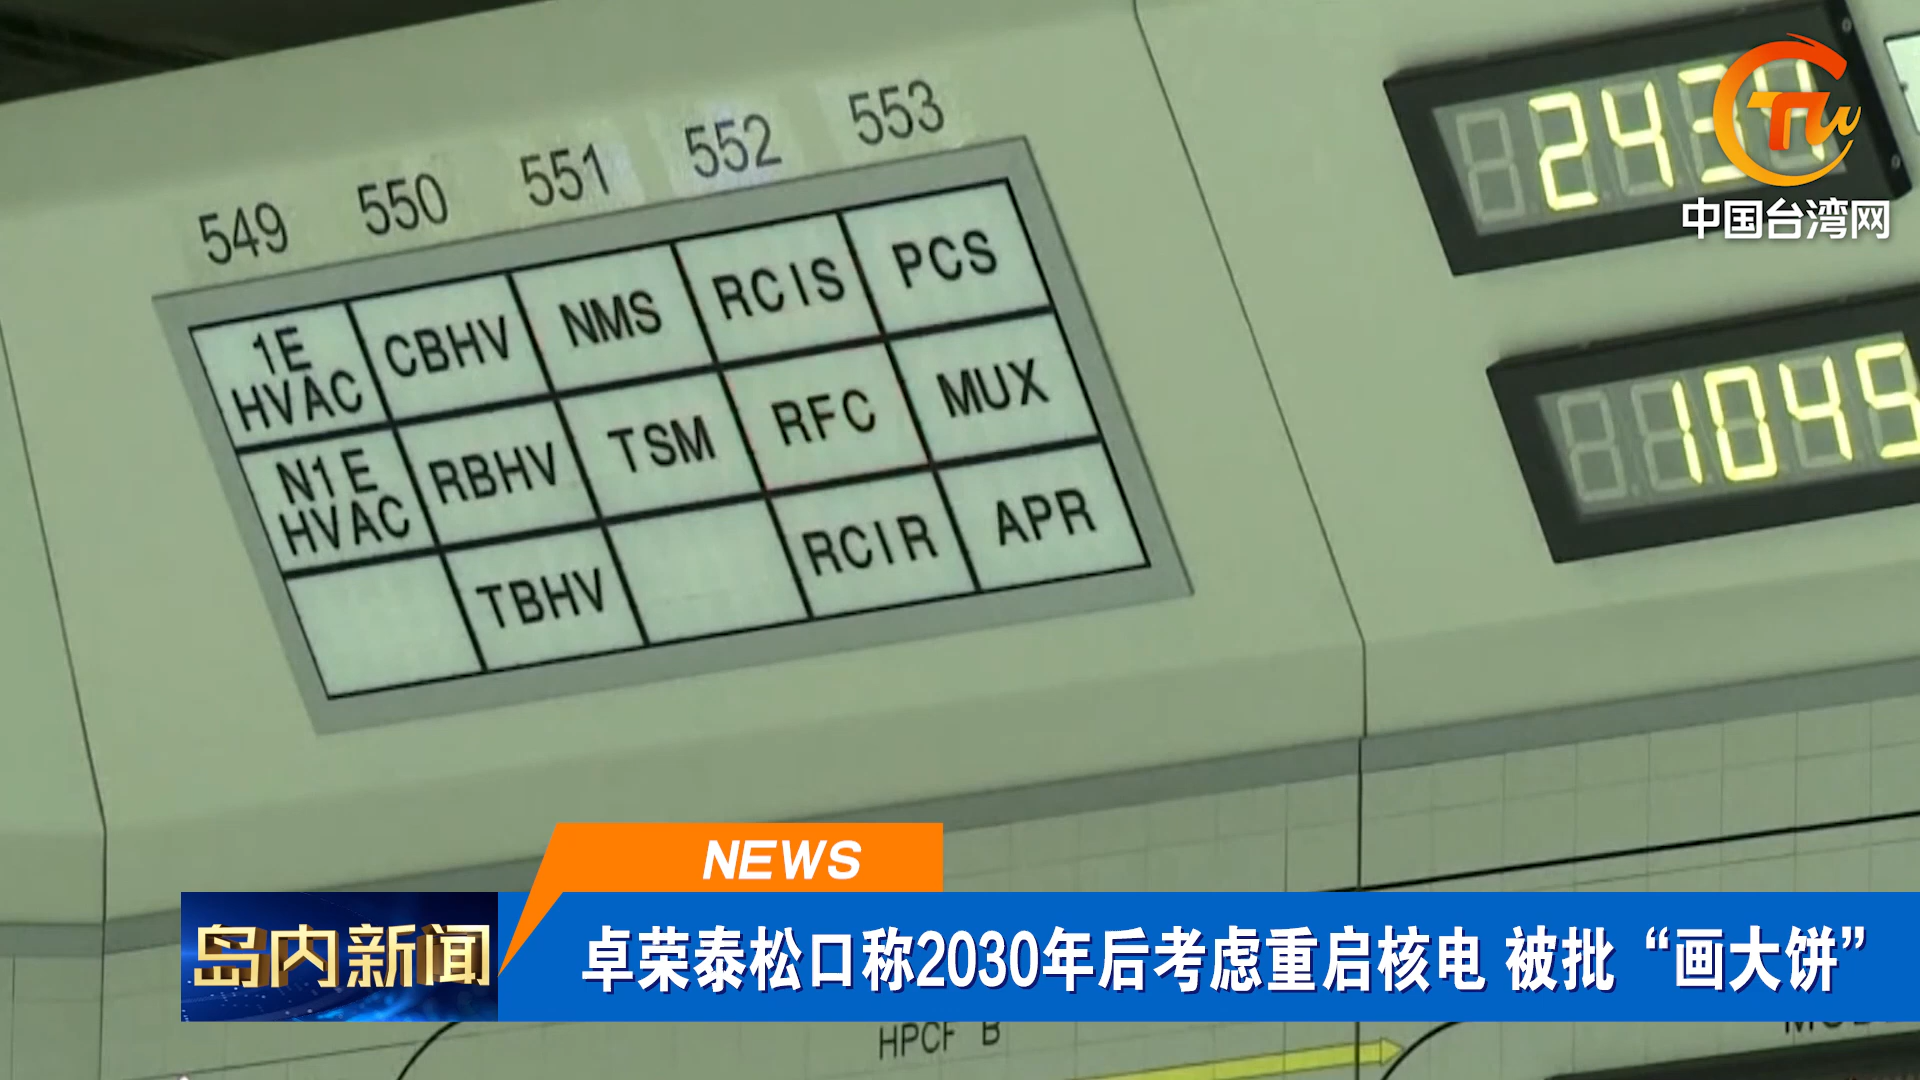 549 550 551 552 553
1E HVAC CBHV NMS RCIS PCS
N1E HVAC RBHV TSM RFC MUX
TBHV RCIR APR
2434
1049
中国台湾网
NEWS
岛内新闻
卓荣泰松口称2030年后考虑重启核电 被批“画大饼”
HPCF B